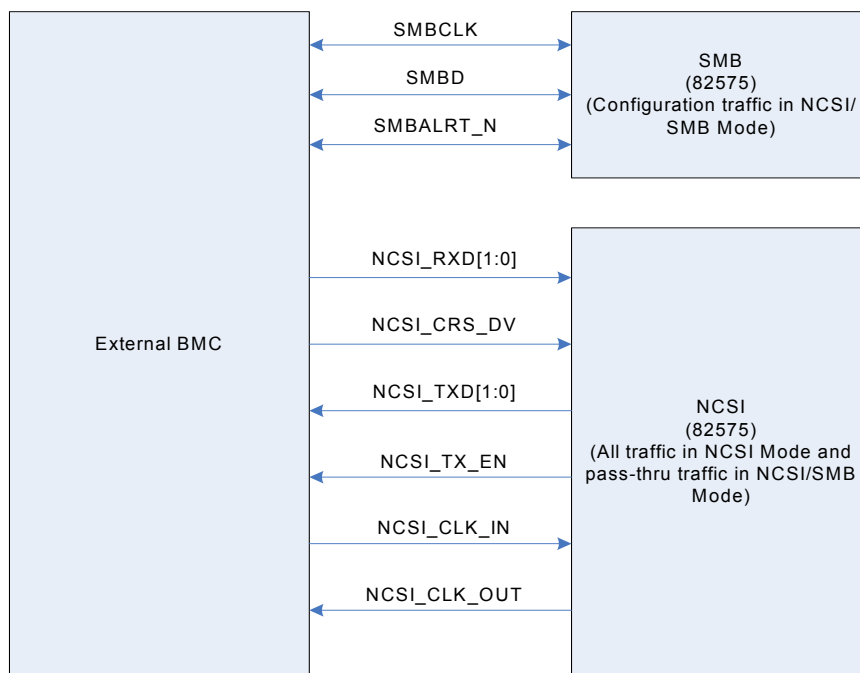 SMBCLK
SMBD
SMBALRT_N
SMB
(82575)
(Configuration traffic in NCSI/
SMB Mode)
External BMC
NCSI_RXD[1:0]
NCSI_CRS_DV
NCSI_TXD[1:0]
NCSI_TX_EN
NCSI_CLK_IN
NCSI_CLK_OUT
NCSI
(82575)
(All traffic in NCSI Mode and
pass-thru traffic in NCSI/SMB
Mode)